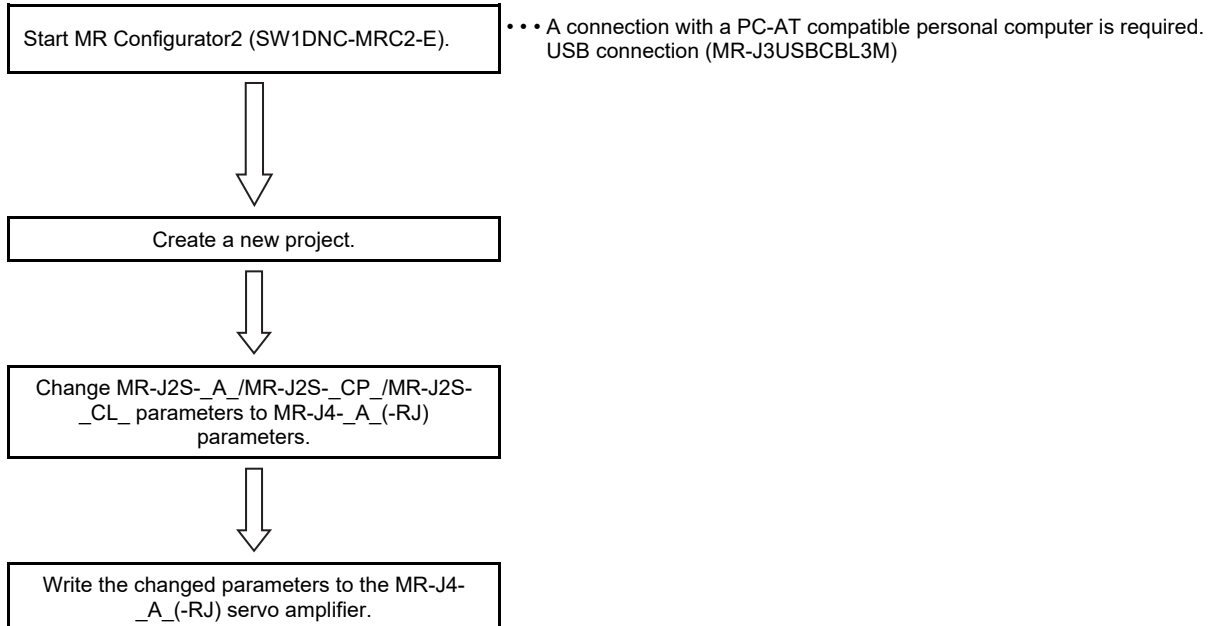 Start MR Configurator2 (SW1DNC-MRC2-E).
• • • A connection with a PC-AT compatible personal computer is required.
USB connection (MR-J3USBCBL3M)
Create a new project.
Change MR-J2S-_A_/MR-J2S-_CP_/MR-J2S-
_CL_ parameters to MR-J4-_A_(-RJ)
parameters.
Write the changed parameters to the MR-J4-
_A_(-RJ) servo amplifier.